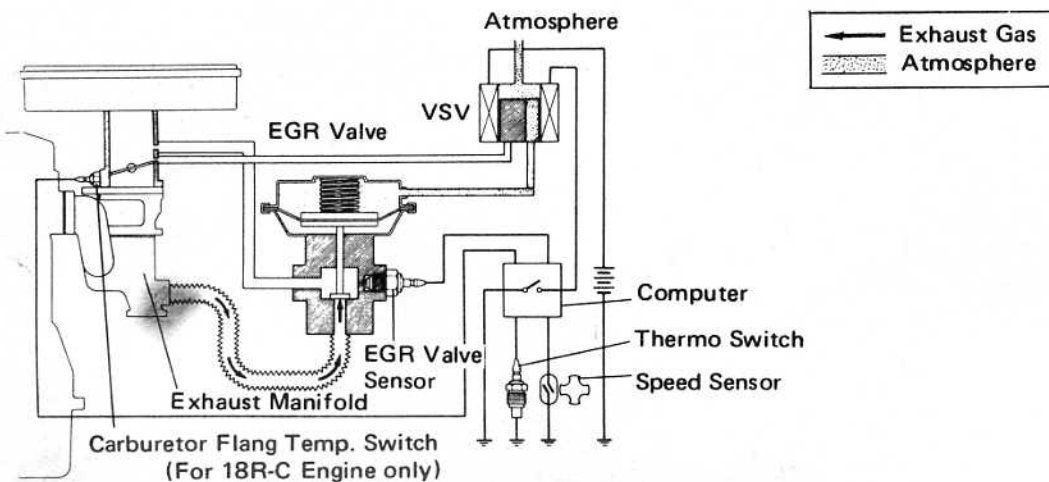 Atmosphere
Exhaust Gas
Atmosphere
VSV
EGR Valve
Computer
Thermo Switch
EGR Valve
Sensor
Speed Sensor
Exhaust Manifold
Carburetor Flang Temp. Switch
(For 18R-C Engine only)